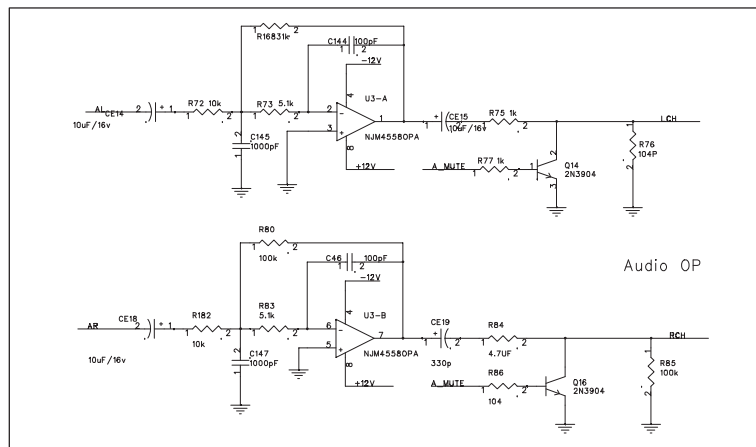 R16831k
C144 100pF
-12V
AL
CE14
10uF/16v
R72 10k
R73 5.1k
C145
1000pF
U3-A
NJM4558OPA
+12V
CE15
10uF/16v
R75 1k
LCH
R76
104P
A_MUTE
R77 1k
Q14
2N3904
R80
100k
C46 100pF
-12V
AR
CE18
10uF/16v
R182
10k
R83
5.1k
C147
1000pF
U3-B
NJM4558OPA
+12V
CE19
330p
R84
4.7UF
RCH
R85
100k
A_MUTE
R86
104
Q16
2N3904
Audio OP